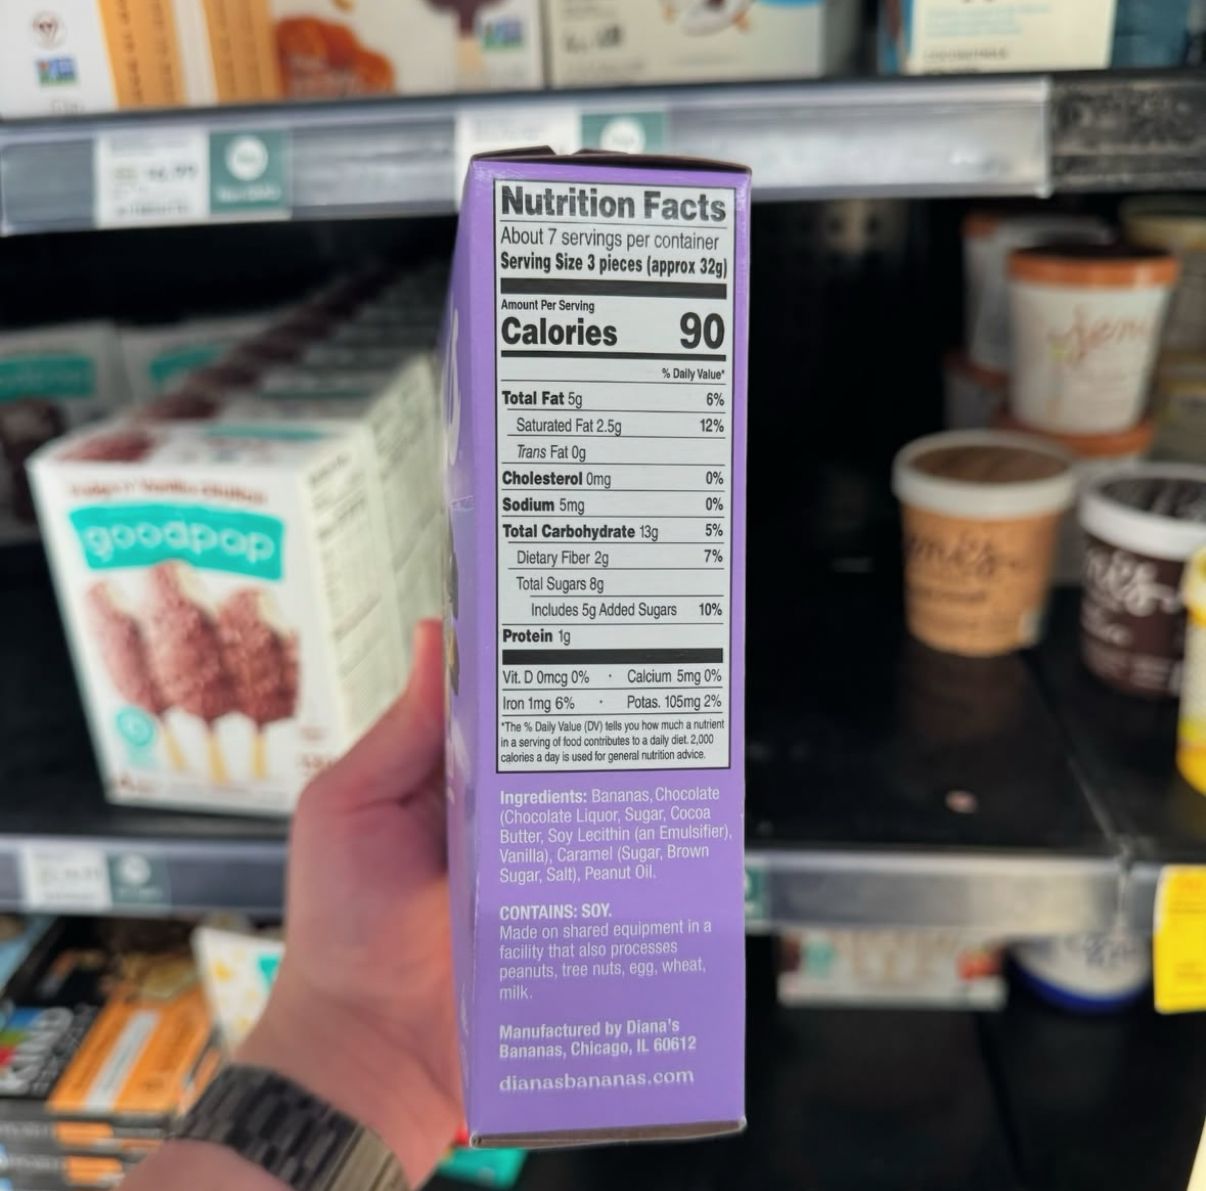 Nutrition Facts
About 7 servings per container
Serving Size 3 pieces (approx 32g)
Amount Per Serving
Calories 90
% Daily Value*
Total Fat 5g 6%
Saturated Fat 2.5g 12%
Trans Fat 0g
Cholesterol 0mg 0%
Sodium 5mg 0%
Total Carbohydrate 13g 5%
Dietary Fiber 2g 7%
Total Sugars 8g
Includes 5g Added Sugars 10%
Protein 1g
Vit. D 0mcg 0% · Calcium 5mg 0%
Iron 1mg 6% · Potas. 105mg 2%
*The % Daily Value (DV) tells you how much a nutrient
in a serving of food contributes to a daily diet. 2,000
calories a day is used for general nutrition advice.
Ingredients: Bananas, Chocolate
(Chocolate Liquor, Sugar, Cocoa
Butter, Soy Lecithin (an Emulsifier),
Vanilla), Caramel (Sugar, Brown
Sugar, Salt), Peanut Oil.
CONTAINS: SOY.
Made on shared equipment in a
facility that also processes
peanuts, tree nuts, egg, wheat,
milk.
Manufactured by Diana's
Bananas, Chicago, IL 60612
dianasbananas.com
goodpop